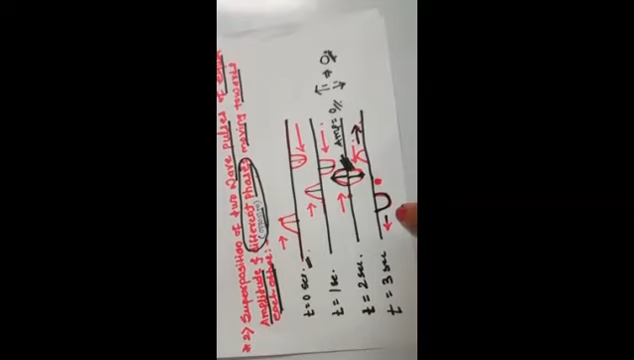 * 2) Superposition of two Wave pulses of equal
Amplitude & different phases moving towards
(opposite)
each other:-
t = 0 sec.
t = 1 sec.
t = 2 sec.
Amp = 0
t = 3 sec